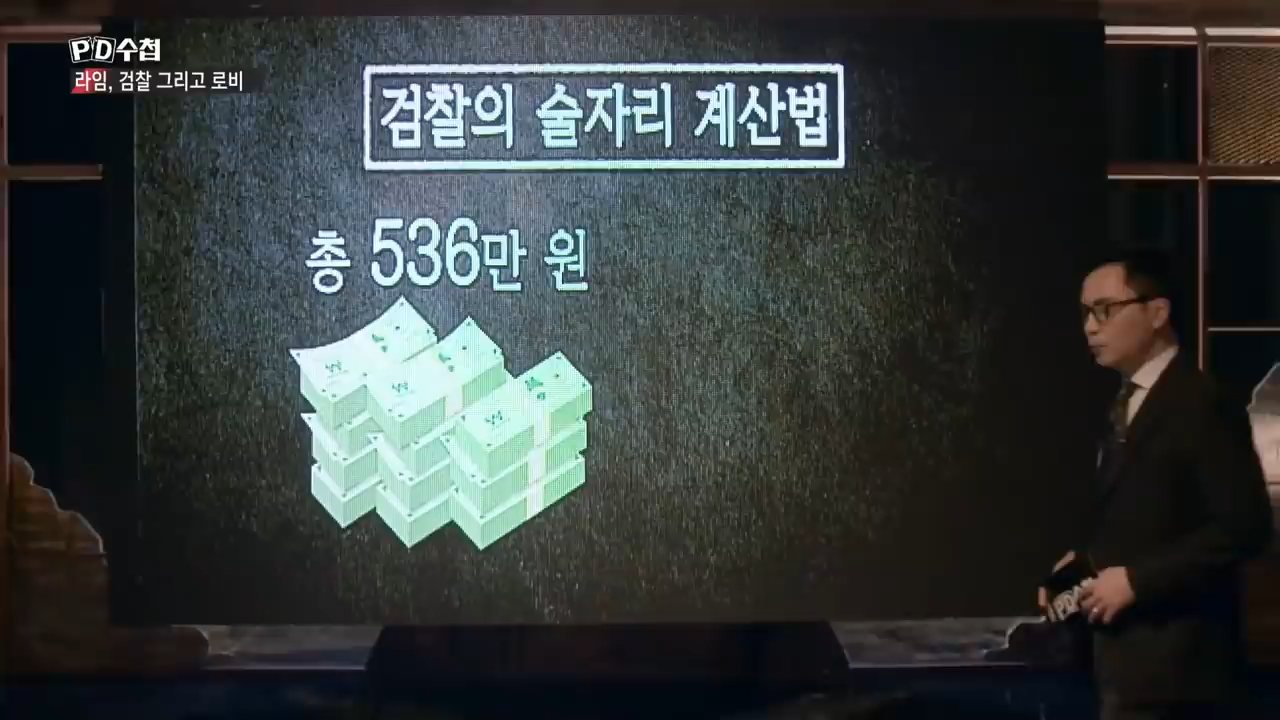 PD수첩
라임, 검찰 그리고 로비
검찰의 술자리 계산법
총 536만 원
PD